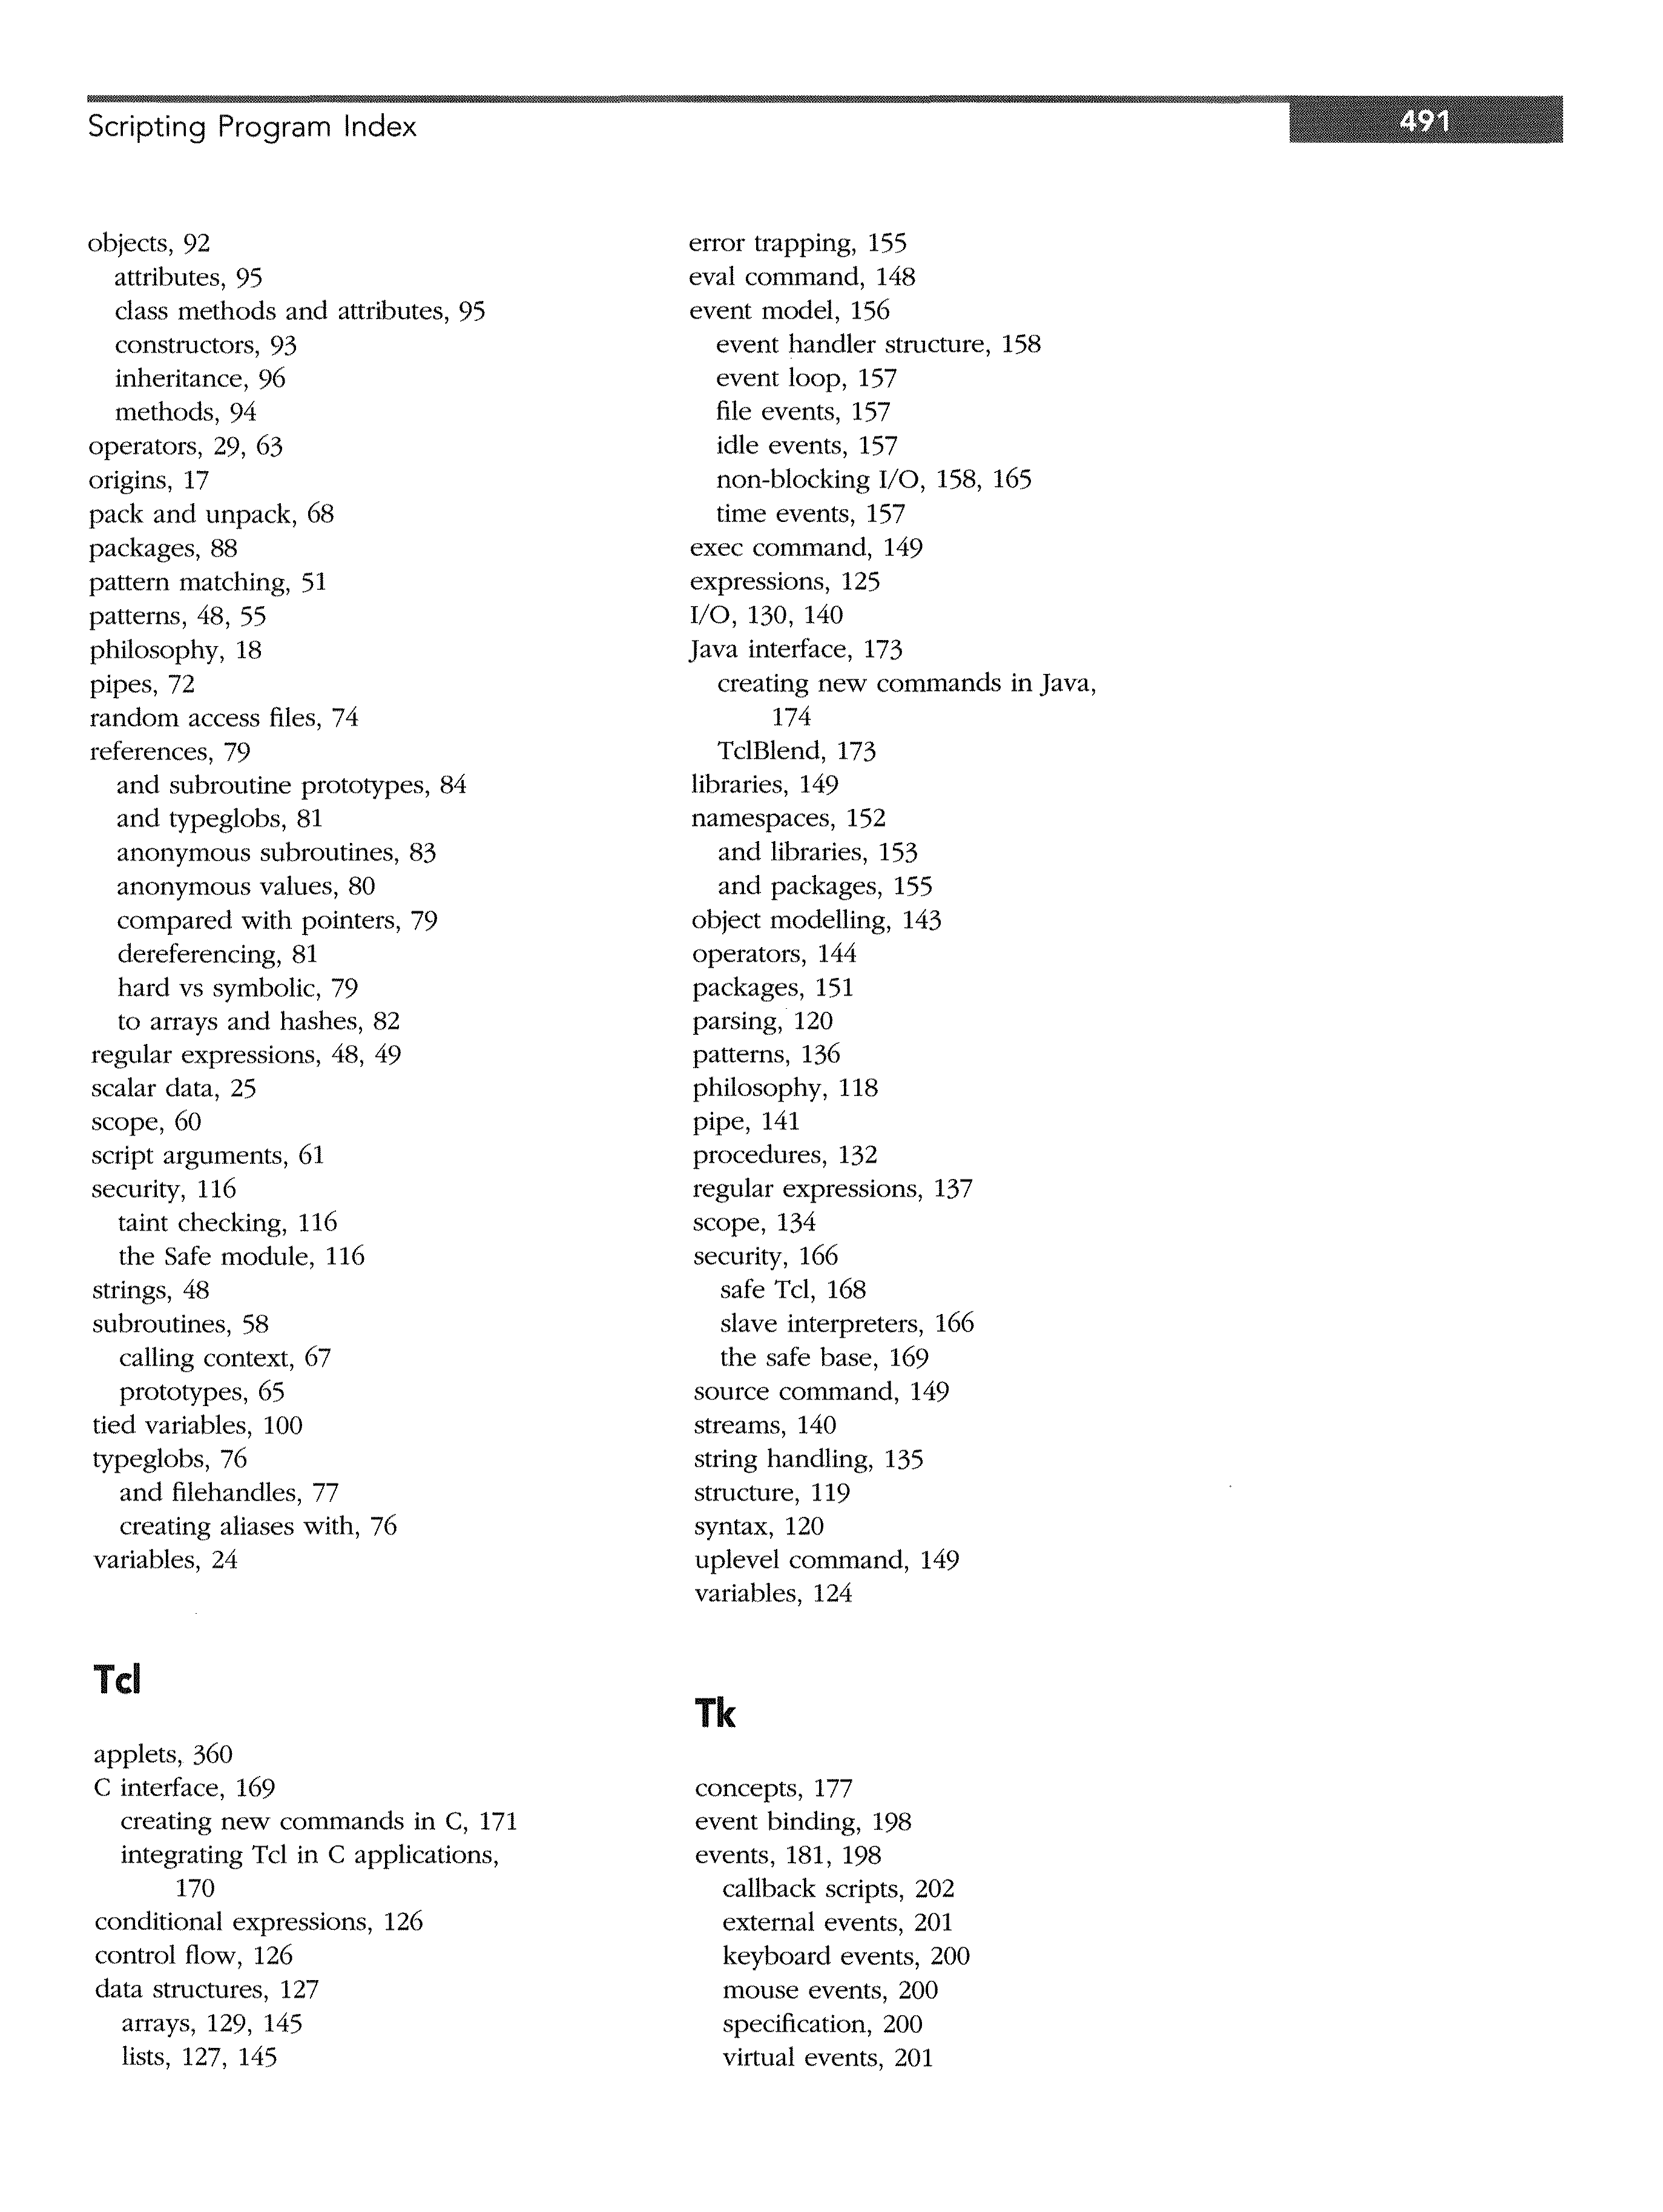 Scripting Program Index
491
objects, 92
attributes, 95
class methods and attributes, 95
constructors, 93
inheritance, 96
methods, 94
operators, 29, 63
origins, 17
pack and unpack, 68
packages, 88
pattern matching, 51
patterns, 48, 55
philosophy, 18
pipes, 72
random access files, 74
references, 79
and subroutine prototypes, 84
and typeglobs, 81
anonymous subroutines, 83
anonymous values, 80
compared with pointers, 79
dereferencing, 81
hard vs symbolic, 79
to arrays and hashes, 82
regular expressions, 48, 49
scalar data, 25
scope, 60
script arguments, 61
security, 116
taint checking, 116
the Safe module, 116
strings, 48
subroutines, 58
calling context, 67
prototypes, 65
tied variables, 100
typeglobs, 76
and filehandles, 77
creating aliases with, 76
variables, 24
Tcl
applets, 360
C interface, 169
creating new commands in C, 171
integrating Tcl in C applications,
170
conditional expressions, 126
control flow, 126
data structures, 127
arrays, 129, 145
lists, 127, 145
error trapping, 155
eval command, 148
event model, 156
event handler structure, 158
event loop, 157
file events, 157
idle events, 157
non-blocking I/O, 158, 165
time events, 157
exec command, 149
expressions, 125
I/O, 130, 140
Java interface, 173
creating new commands in Java,
174
TclBlend, 173
libraries, 149
namespaces, 152
and libraries, 153
and packages, 155
object modelling, 143
operators, 144
packages, 151
parsing, 120
patterns, 136
philosophy, 118
pipe, 141
procedures, 132
regular expressions, 137
scope, 134
security, 166
safe Tcl, 168
slave interpreters, 166
the safe base, 169
source command, 149
streams, 140
string handling, 135
structure, 119
syntax, 120
uplevel command, 149
variables, 124
Tk
concepts, 177
event binding, 198
events, 181, 198
callback scripts, 202
external events, 201
keyboard events, 200
mouse events, 200
specification, 200
virtual events, 201